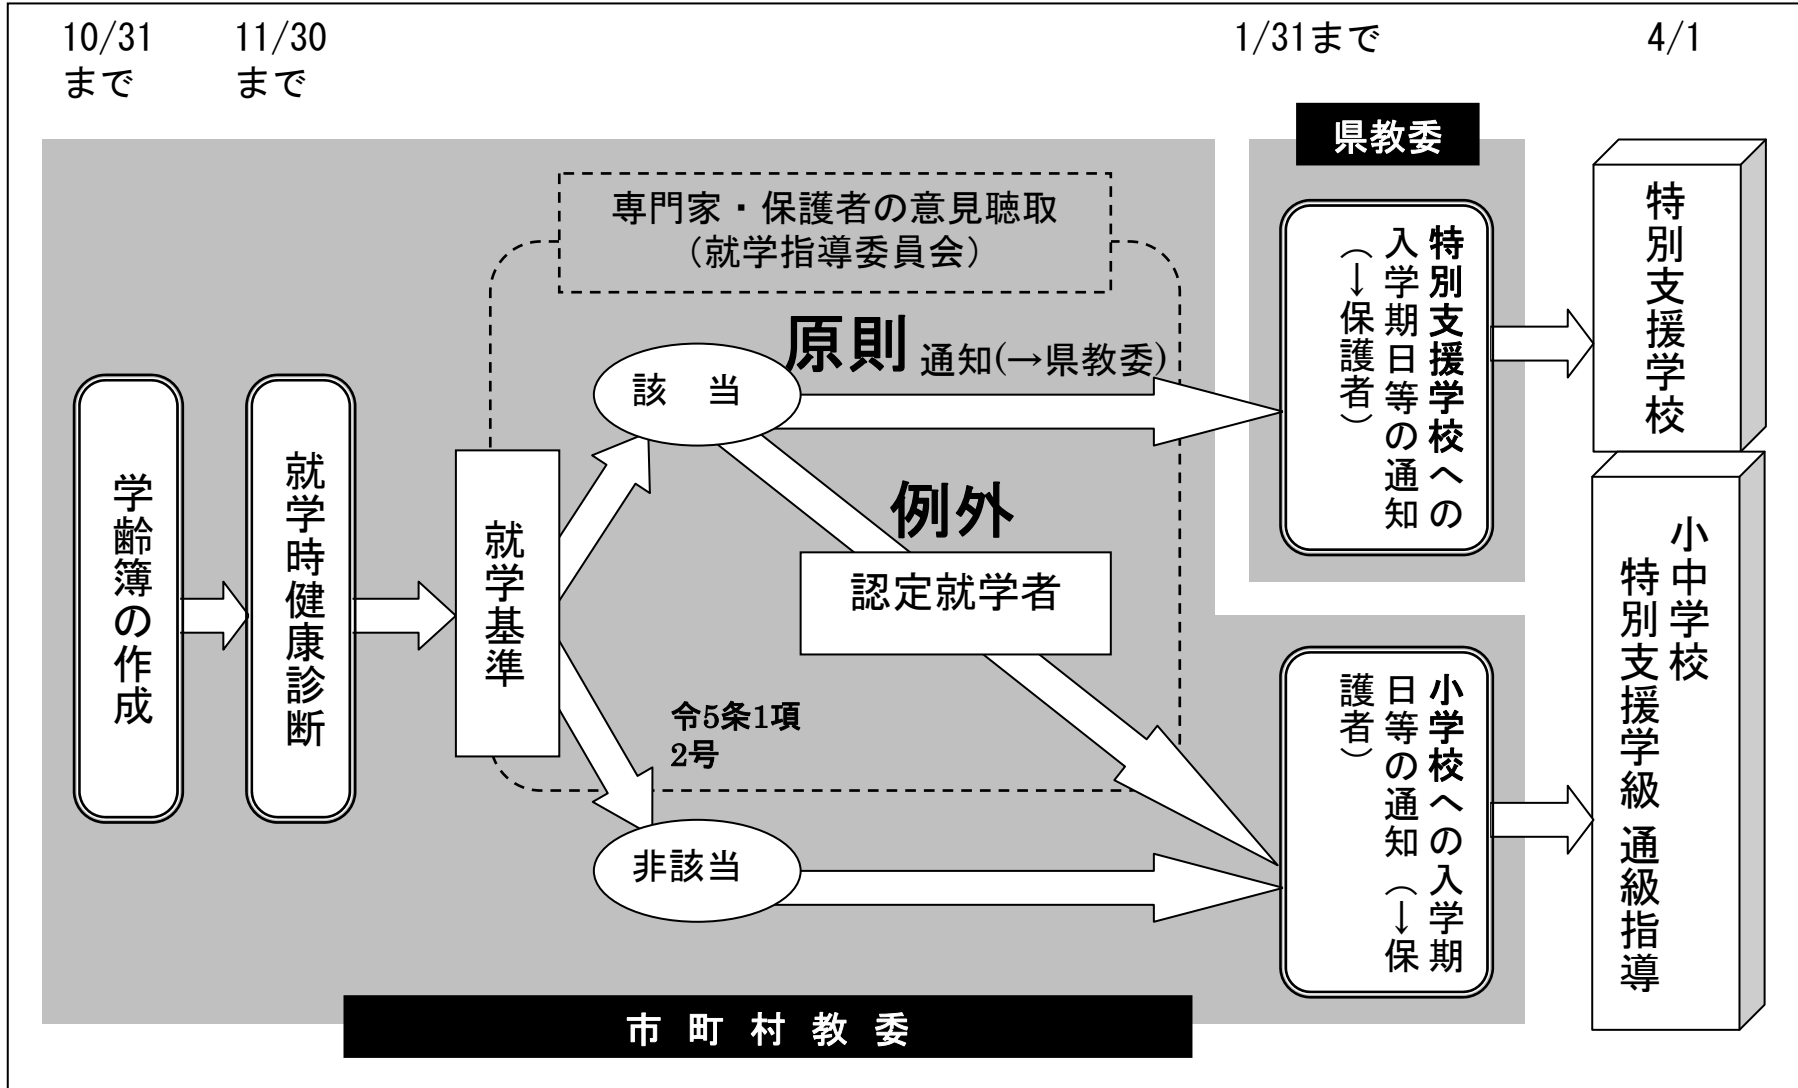 10/31
まで
11/30
まで
1/31まで
4/1
県教委
専門家・保護者の意見聴取
（就学指導委員会）
原則
通知(→県教委)
該　当
例外
認定就学者
学齢簿の作成
就学時健康診断
就学基準
令5条1項
2号
非該当
特別支援学校への
入学期日等の通知
（→保護者）
小学校への入学期
日等の通知（→保
護者）
特別支援学校
小中学校
特別支援学級 通級指導
市 町 村 教 委